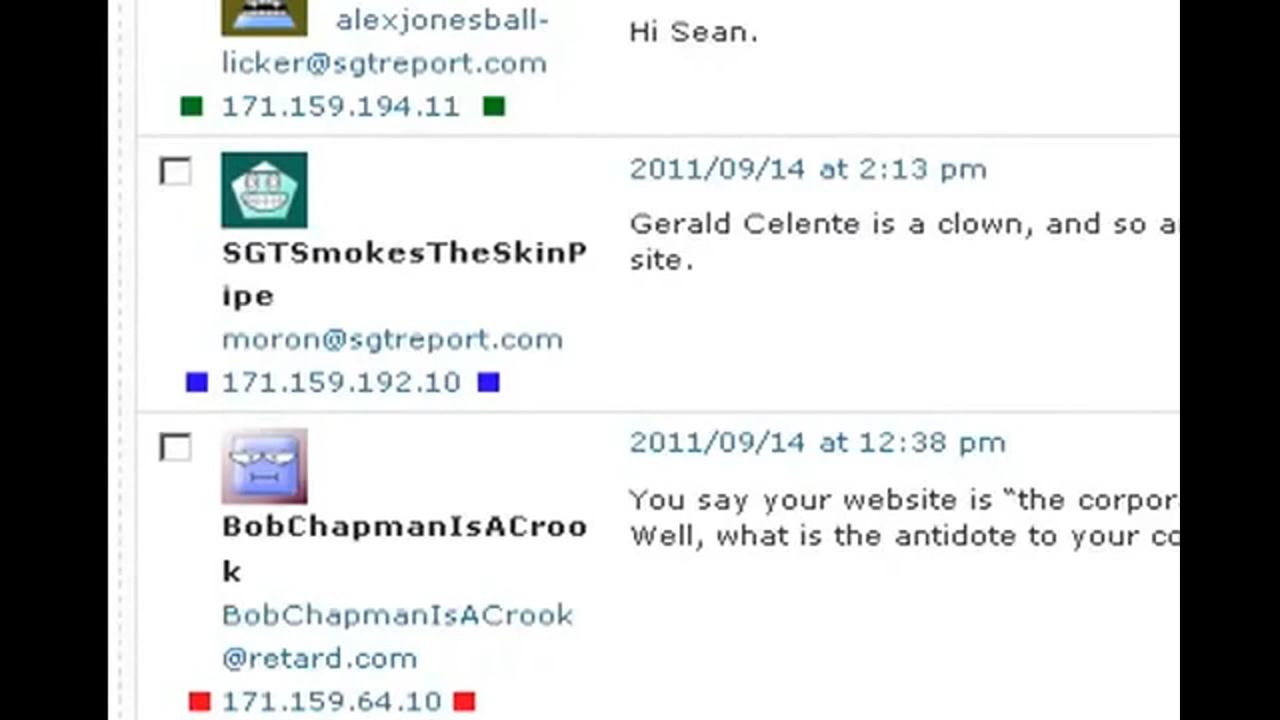 alexjonesball-
licker@sgtreport.com
171.159.194.11
Hi Sean.
SGTSmokesTheSkinP
ipe
moron@sgtreport.com
171.159.192.10
2011/09/14 at 2:13 pm
Gerald Celente is a clown, and so a
site.
BobChapmanIsACroo
k
BobChapmanIsACrook
@retard.com
171.159.64.10
2011/09/14 at 12:38 pm
You say your website is “the corpor
Well, what is the antidote to your co